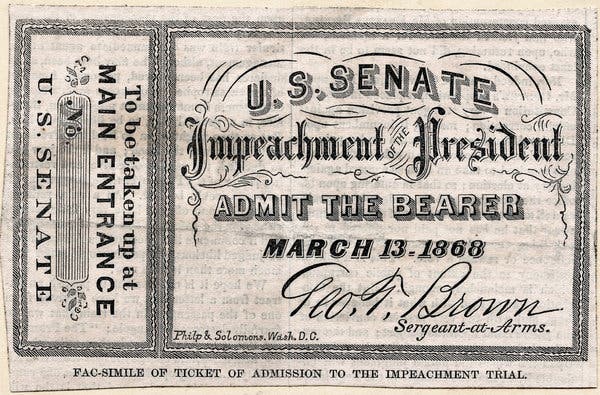 To be taken up at
MAIN ENTRANCE
No.
U.S. SENATE
U.S. SENATE
Impeachment OF THE President
ADMIT THE BEARER
MARCH 13-1868
Geo. T. Brown
Sergeant-at-Arms.
Philp & Solomons. Wash. D.C.
FAC-SIMILE OF TICKET OF ADMISSION TO THE IMPEACHMENT TRIAL.